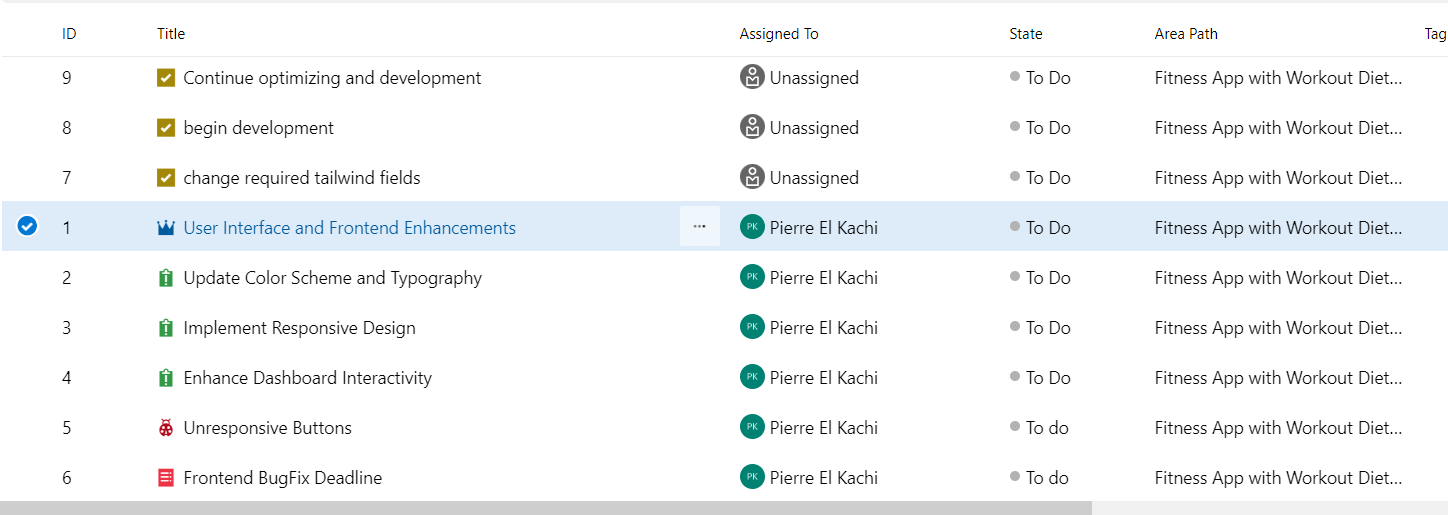 ID Title Assigned To State Area Path Tag
9 Continue optimizing and development Unassigned To Do Fitness App with Workout Diet...
8 begin development Unassigned To Do Fitness App with Workout Diet...
7 change required tailwind fields Unassigned To Do Fitness App with Workout Diet...
1 User Interface and Frontend Enhancements ... PK Pierre El Kachi To Do Fitness App with Workout Diet...
2 Update Color Scheme and Typography PK Pierre El Kachi To Do Fitness App with Workout Diet...
3 Implement Responsive Design PK Pierre El Kachi To Do Fitness App with Workout Diet...
4 Enhance Dashboard Interactivity PK Pierre El Kachi To Do Fitness App with Workout Diet...
5 Unresponsive Buttons PK Pierre El Kachi To do Fitness App with Workout Diet...
6 Frontend BugFix Deadline PK Pierre El Kachi To do Fitness App with Workout Diet...